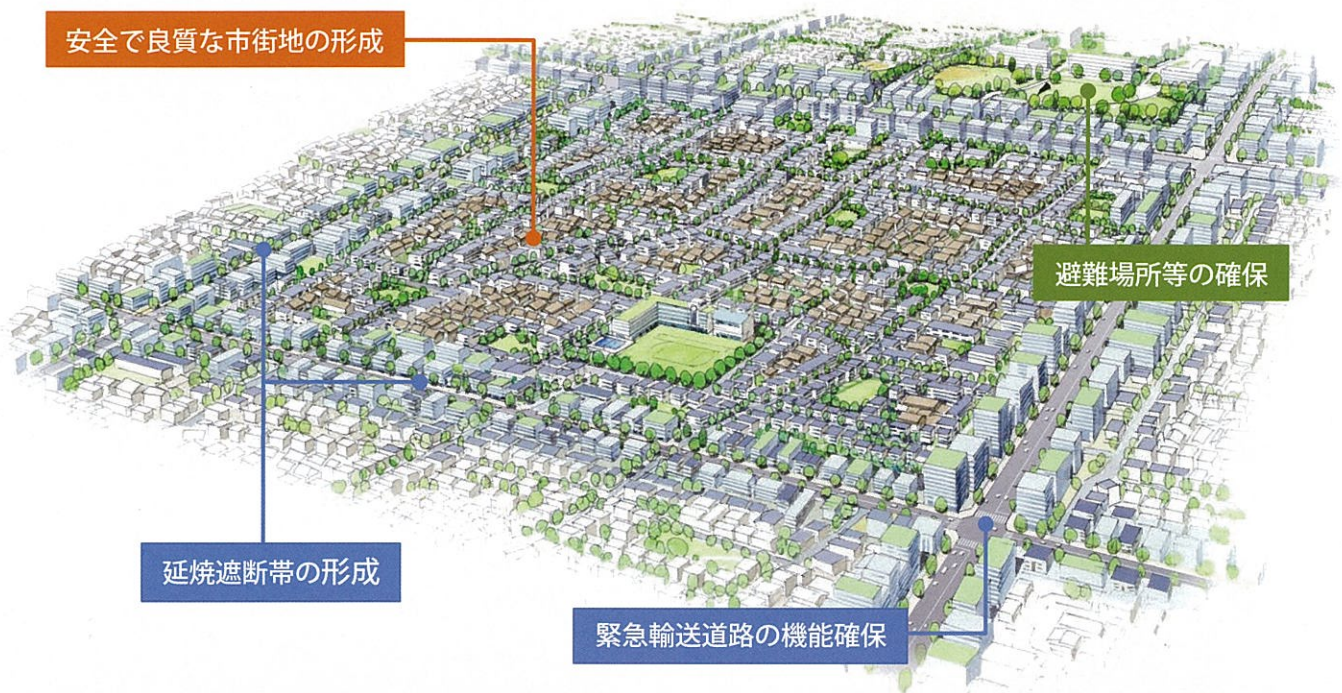 安全で良質な市街地の形成
避難場所等の確保
延焼遮断帯の形成
緊急輸送道路の機能確保